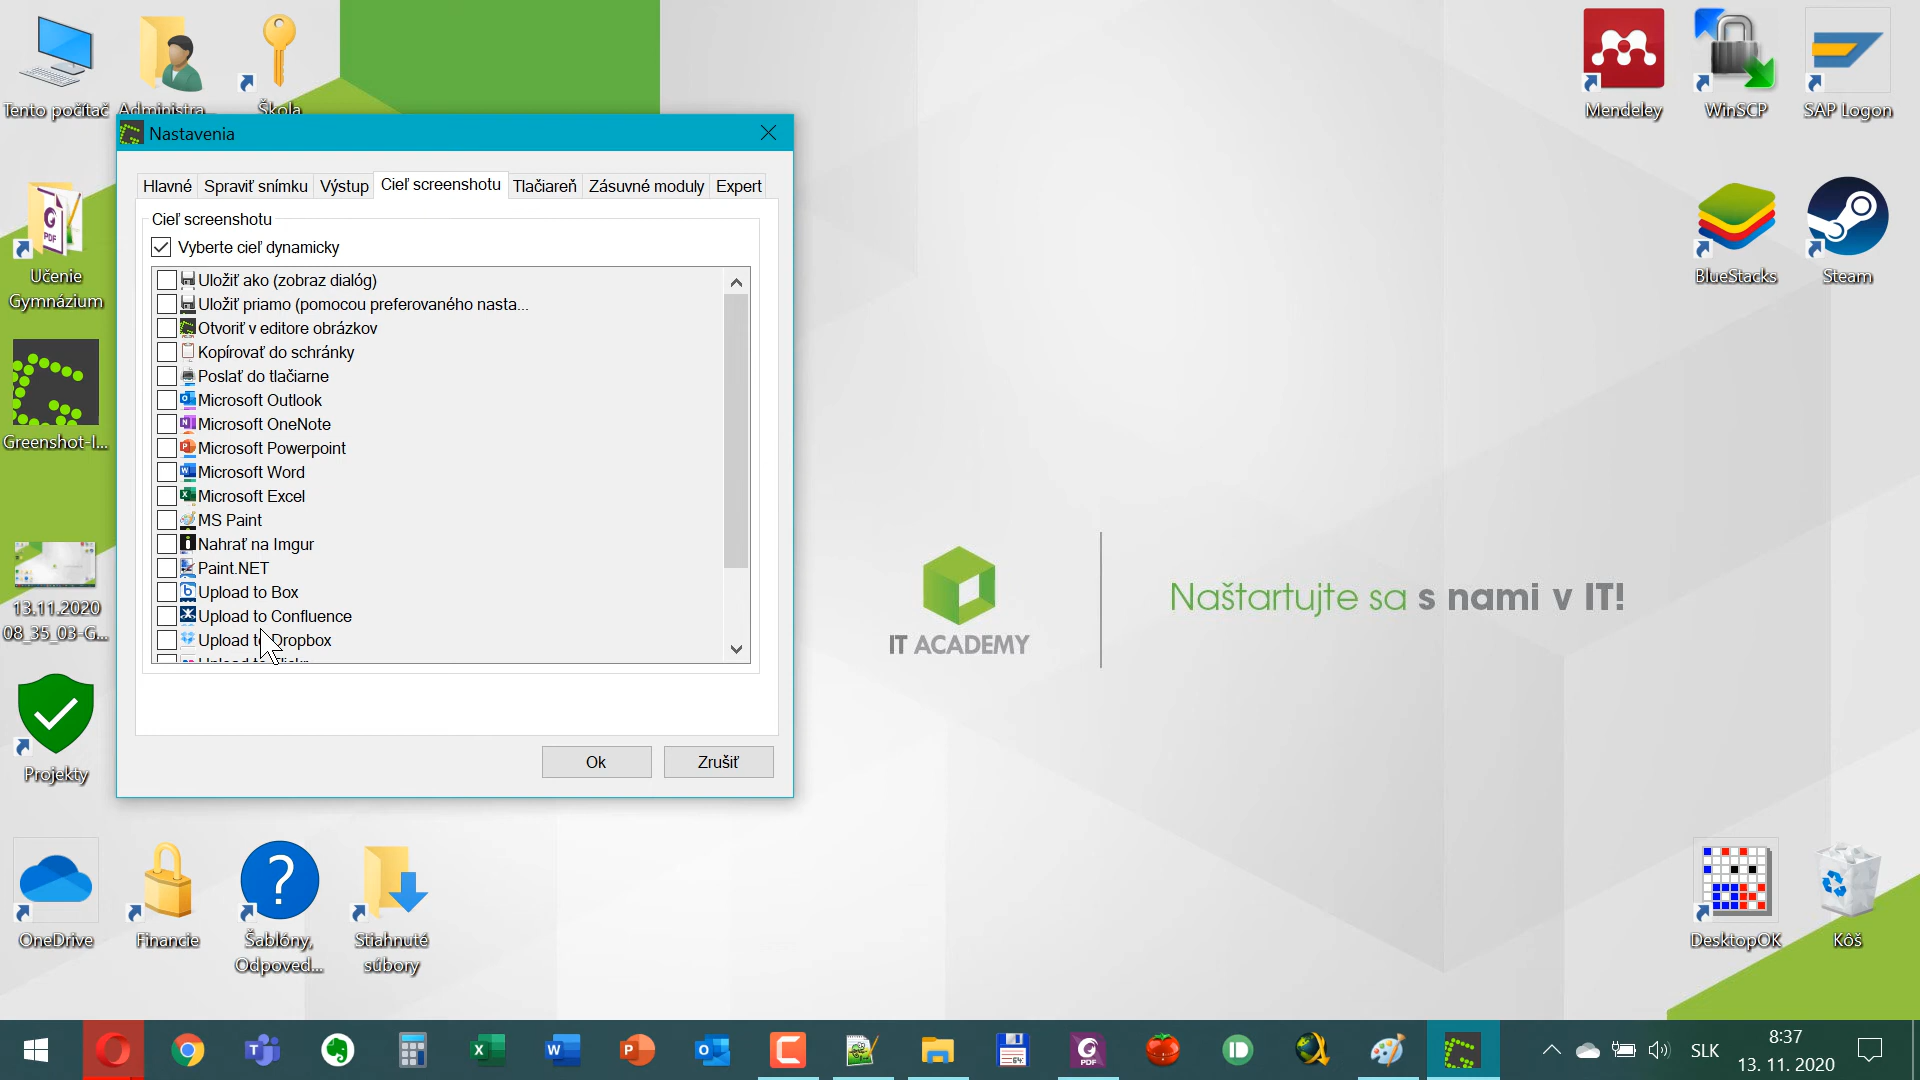 Tento počítač
Administra...
Škola
Mendeley
WinSCP
SAP Logon
Nastavenia
Hlavné
Spraviť snímku
Výstup
Cieľ screenshotu
Tlačiareň
Zásuvné moduly
Expert
Cieľ screenshotu
Vyberte cieľ dynamicky
Uložiť ako (zobraz dialóg)
Uložiť priamo (pomocou preferovaného nasta...
Otvoriť v editore obrázkov
Kopírovať do schránky
Poslať do tlačiarne
Microsoft Outlook
Microsoft OneNote
Microsoft Powerpoint
Microsoft Word
Microsoft Excel
MS Paint
Nahrať na Imgur
Paint.NET
Upload to Box
Upload to Confluence
Upload to Dropbox
Ok
Zrušiť
Učenie
Gymnázium
Greenshot-I...
13.11.2020
08_35_03-G...
Projekty
BlueStacks
Steam
IT ACADEMY
Naštartujte sa s nami v IT!
OneDrive
Financie
Šablóny,
Odpoved...
Stiahnuté
súbory
DesktopOK
Kôš
SLK
8:37
13. 11. 2020